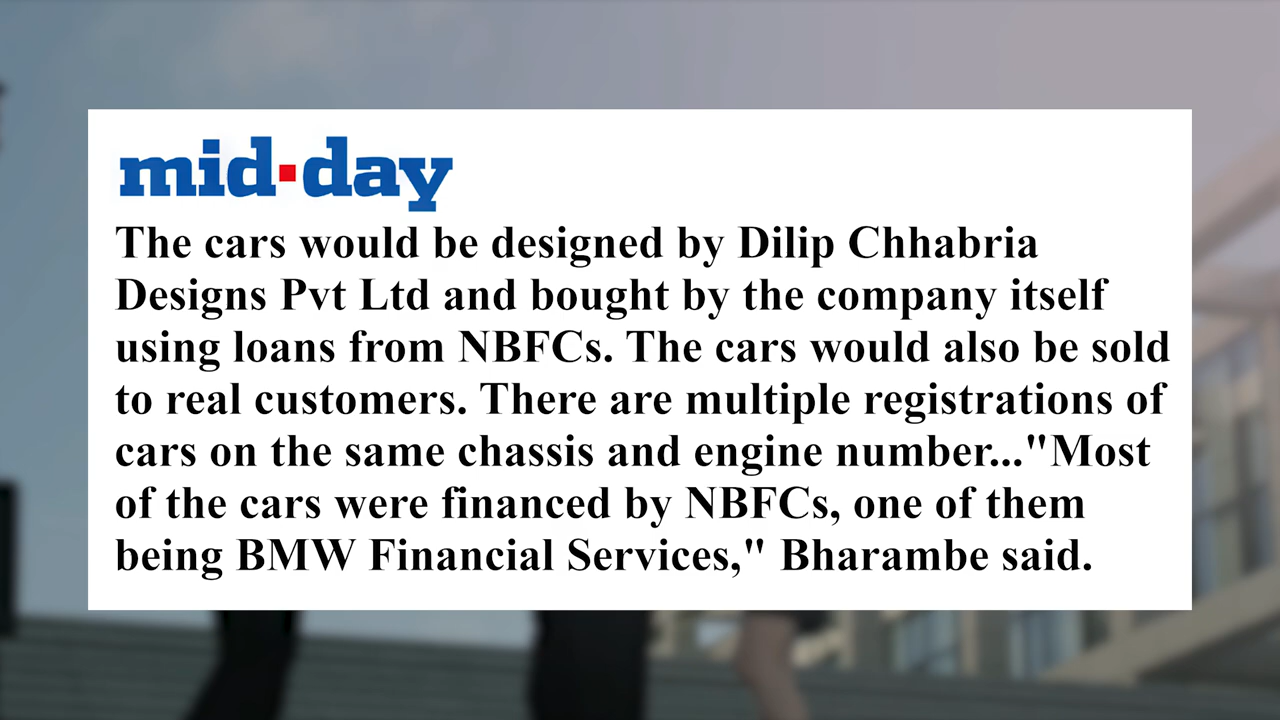 mid-day
The cars would be designed by Dilip Chhabria
Designs Pvt Ltd and bought by the company itself
using loans from NBFCs. The cars would also be sold
to real customers. There are multiple registrations of
cars on the same chassis and engine number..."Most
of the cars were financed by NBFCs, one of them
being BMW Financial Services," Bharambe said.